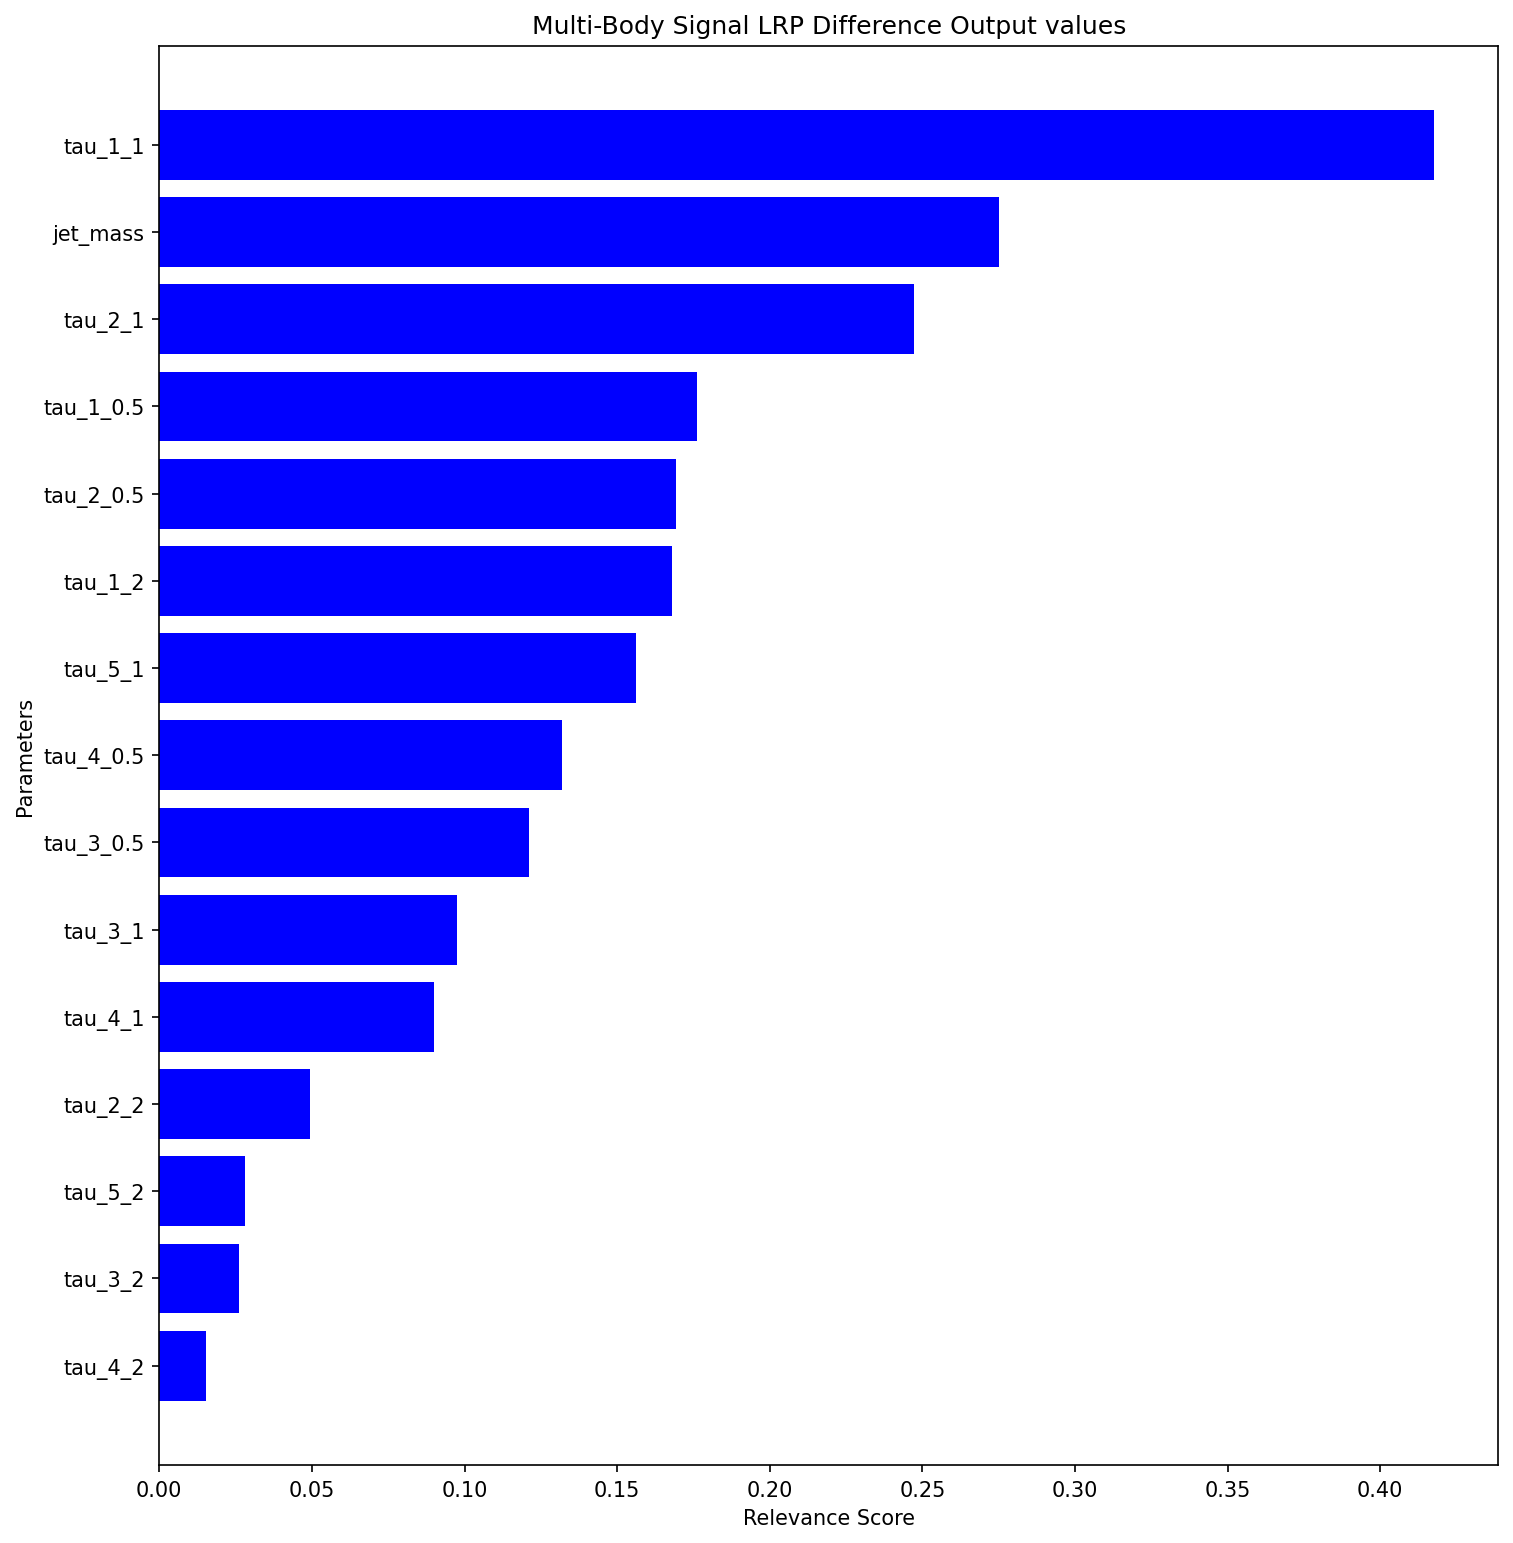 Multi-Body Signal LRP Difference Output values
tau_1_1
jet_mass
tau_2_1
tau_1_0.5
tau_2_0.5
tau_1_2
tau_5_1
tau_4_0.5
tau_3_0.5
tau_3_1
tau_4_1
tau_2_2
tau_5_2
tau_3_2
tau_4_2
Parameters
0.00 0.05 0.10 0.15 0.20 0.25 0.30 0.35 0.40
Relevance Score